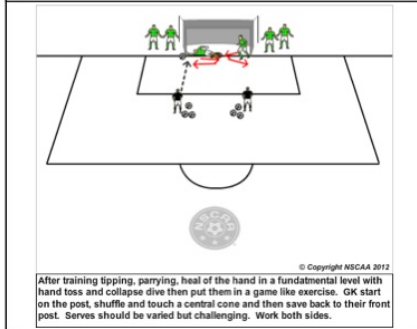 NSCAA
© Copyright NSCAA 2012
After training tipping, parrying, heal of the hand in a fundatmental level with
hand toss and collapse dive then put them in a game like exercise. GK start
on the post, shuffle and touch a central cone and then save back to their front
post. Serves should be varied but challenging. Work both sides.